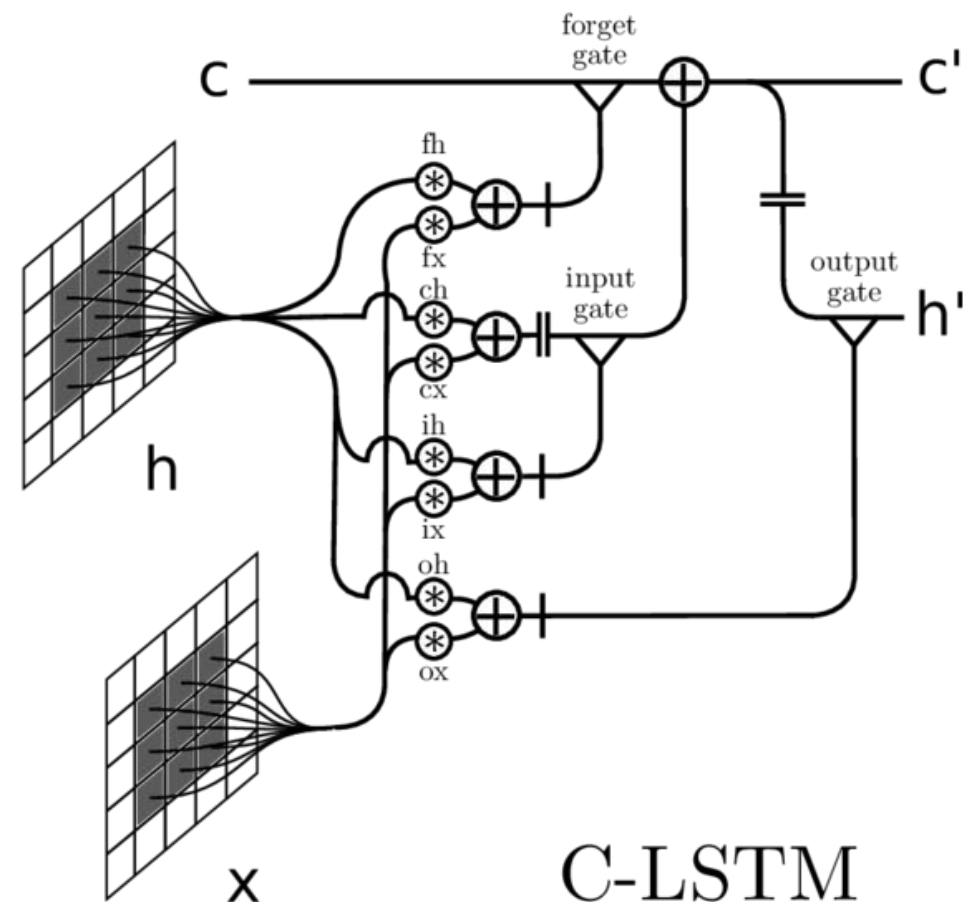 forget
gate
c
c'
fh
fx
ch
input
gate
output
gate
h'
cx
ih
h
ix
oh
ox
x
C-LSTM